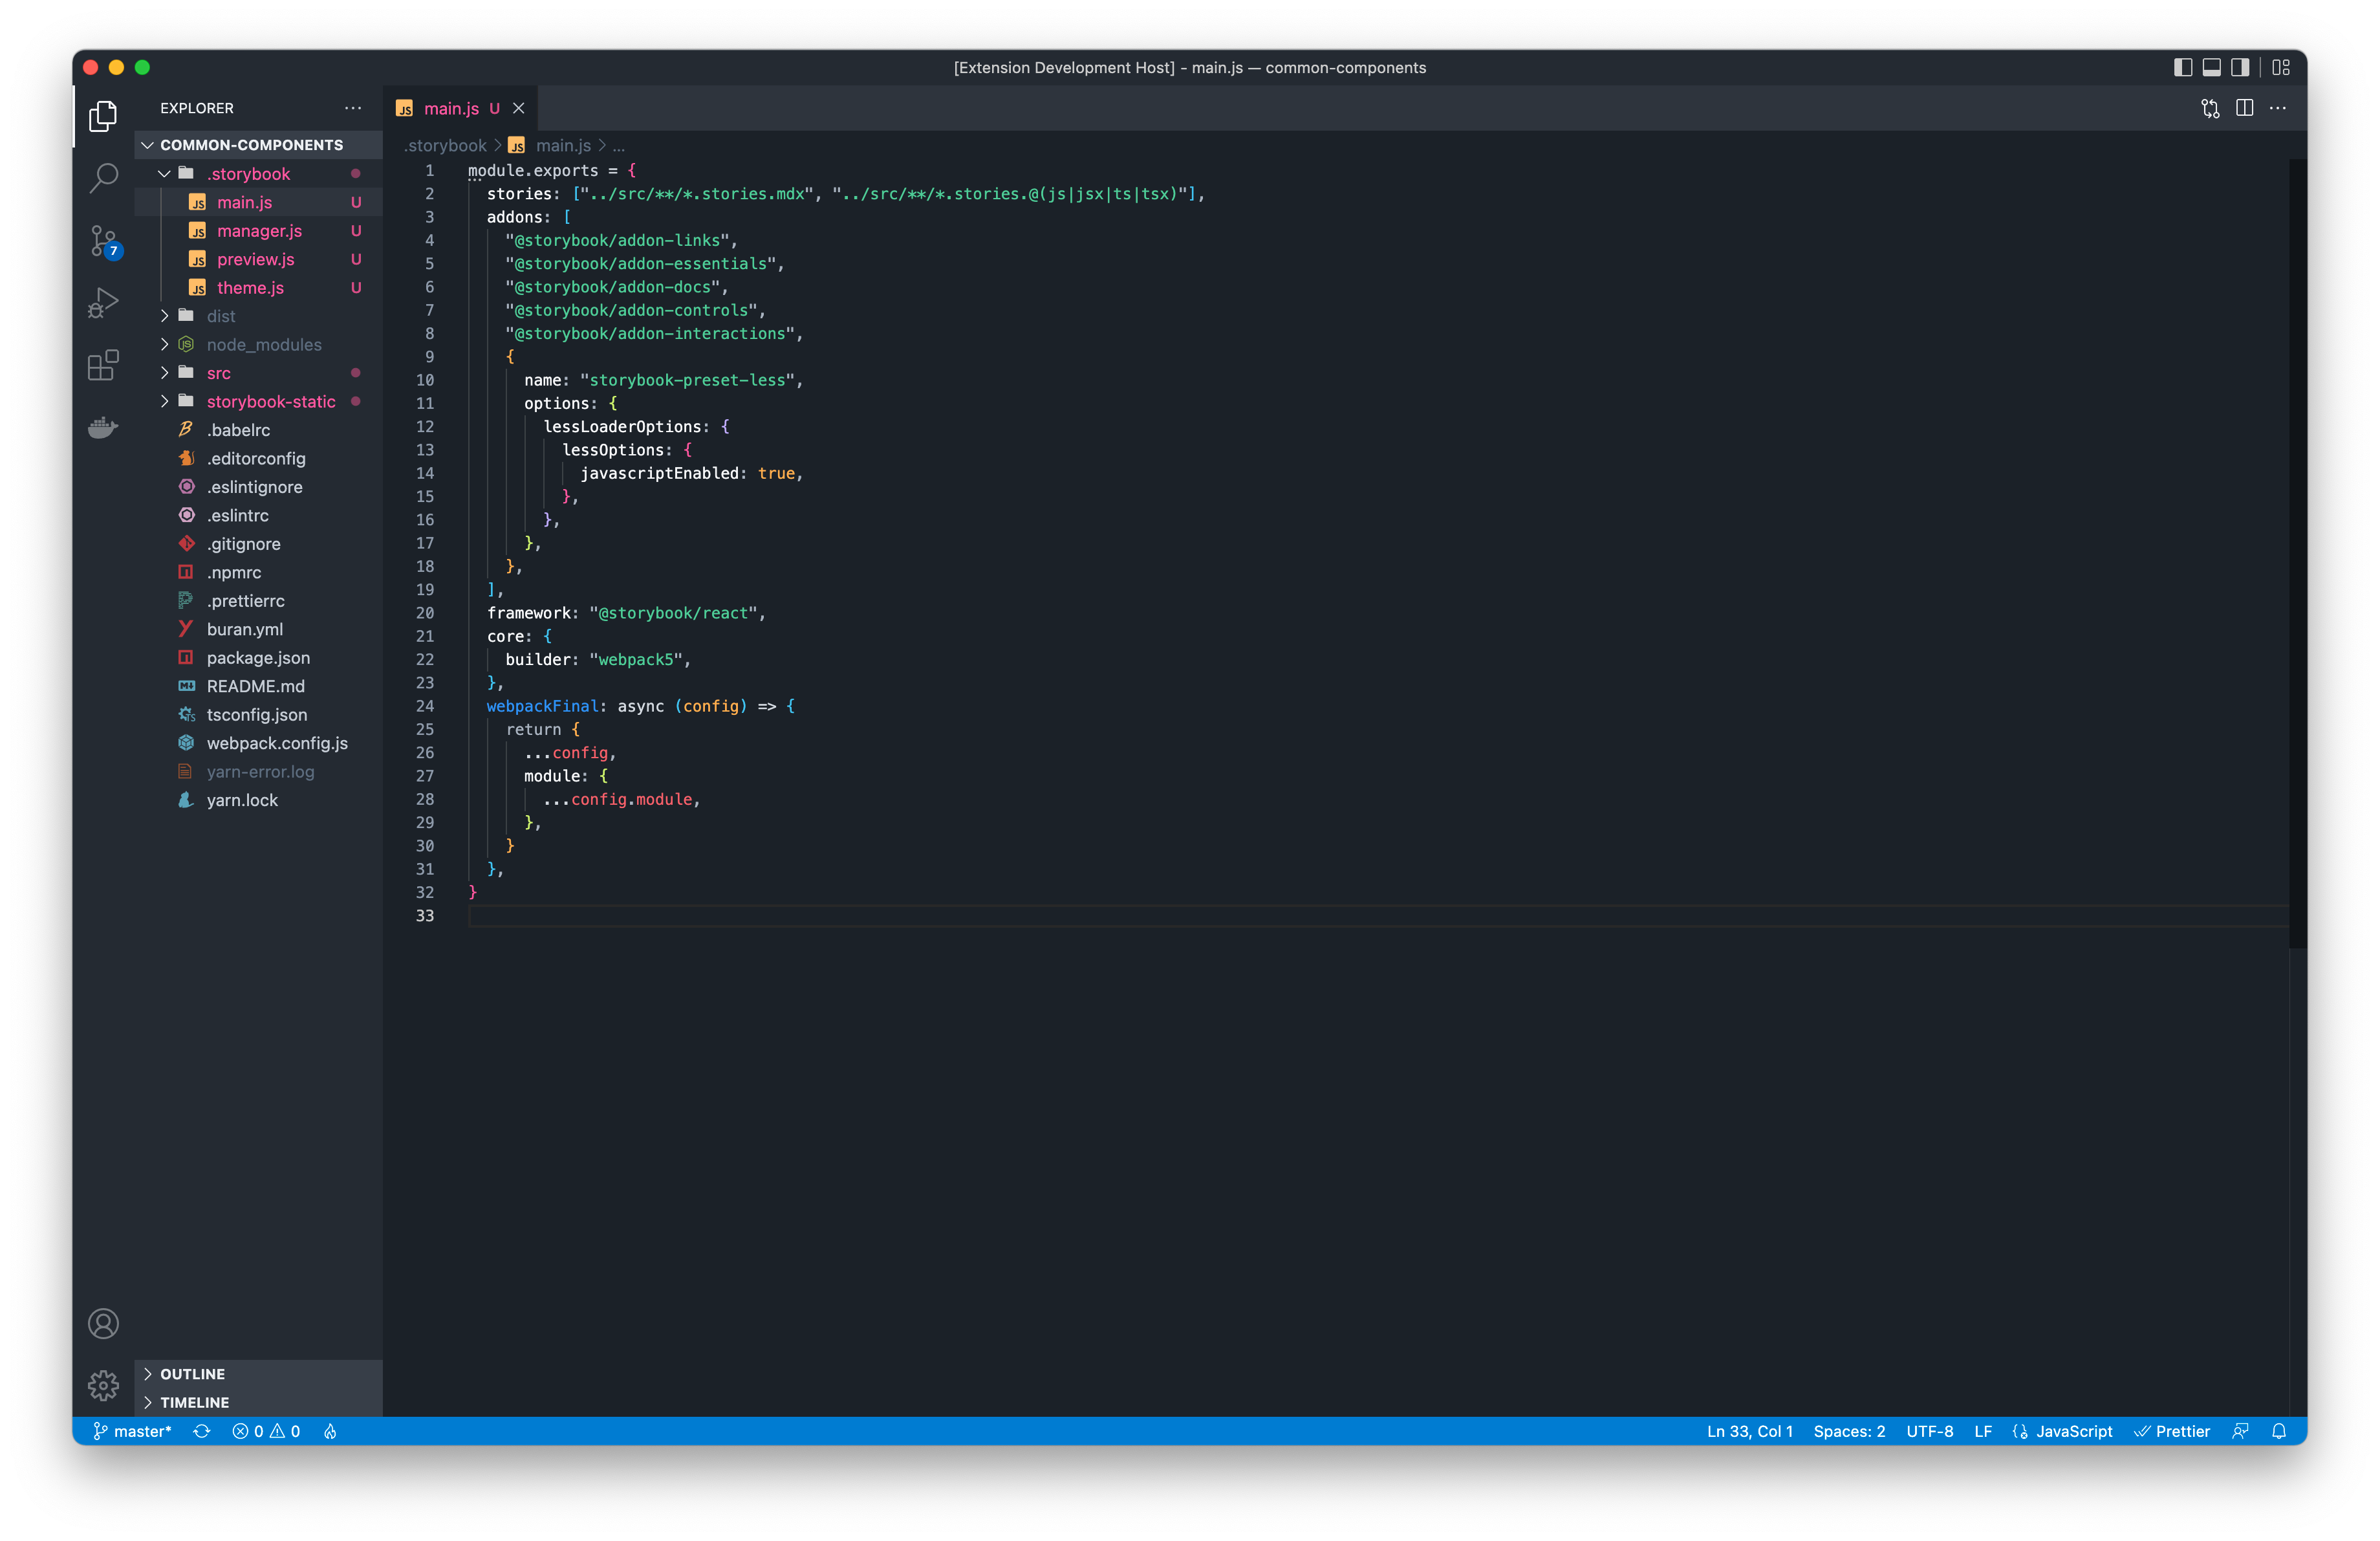 [Extension Development Host] - main.js — common-components
EXPLORER
COMMON-COMPONENTS
.storybook
main.js U
manager.js U
preview.js U
theme.js U
dist
node_modules
src
storybook-static
.babelrc
.editorconfig
.eslintignore
.eslintrc
.gitignore
.npmrc
.prettierrc
buran.yml
package.json
README.md
tsconfig.json
webpack.config.js
yarn-error.log
yarn.lock
OUTLINE
TIMELINE
7
JS main.js U
.storybook > JS main.js > ...
1 module.exports = {
2   stories: ["../src/**/*.stories.mdx", "../src/**/*.stories.@(js|jsx|ts|tsx)"],
3   addons: [
4     "@storybook/addon-links",
5     "@storybook/addon-essentials",
6     "@storybook/addon-docs",
7     "@storybook/addon-controls",
8     "@storybook/addon-interactions",
9     {
10       name: "storybook-preset-less",
11       options: {
12         lessLoaderOptions: {
13           lessOptions: {
14             javascriptEnabled: true,
15           },
16         },
17       },
18     },
19   ],
20   framework: "@storybook/react",
21   core: {
22     builder: "webpack5",
23   },
24   webpackFinal: async (config) => {
25     return {
26       ...config,
27       module: {
28         ...config.module,
29       },
30     }
31   },
32 }
33
master* 0 0
Ln 33, Col 1 Spaces: 2 UTF-8 LF JavaScript Prettier